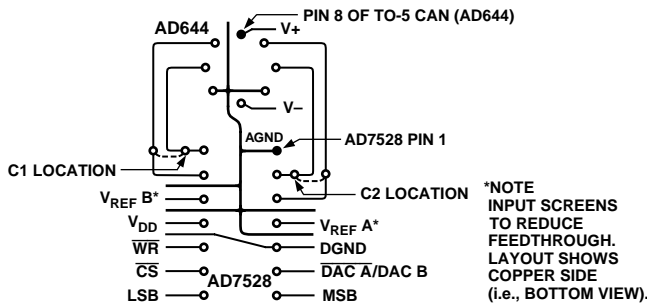 PIN 8 OF TO-5 CAN (AD644)
AD644
V+
V–
AGND
AD7528 PIN 1
C1 LOCATION
C2 LOCATION
VREF B*
VDD
VREF A*
WR
DGND
CS
AD7528
DAC A/DAC B
LSB
MSB
*NOTE
INPUT SCREENS
TO REDUCE
FEEDTHROUGH.
LAYOUT SHOWS
COPPER SIDE
(i.e., BOTTOM VIEW).